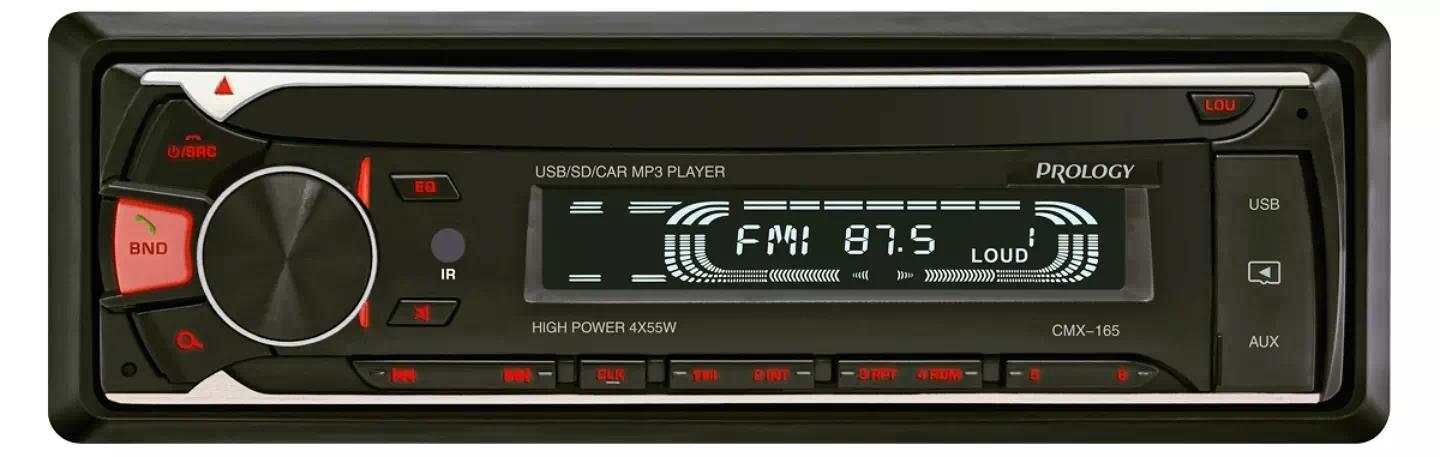 LOU
⏻/SRC
USB/SD/CAR MP3 PLAYER
PROLOGY
EQ
USB
BND
FM1 87.5
LOUD
1
IR
HIGH POWER 4X55W
CMX-165
AUX
CLK
2 INT
3 RPT
4 RDM
5
6